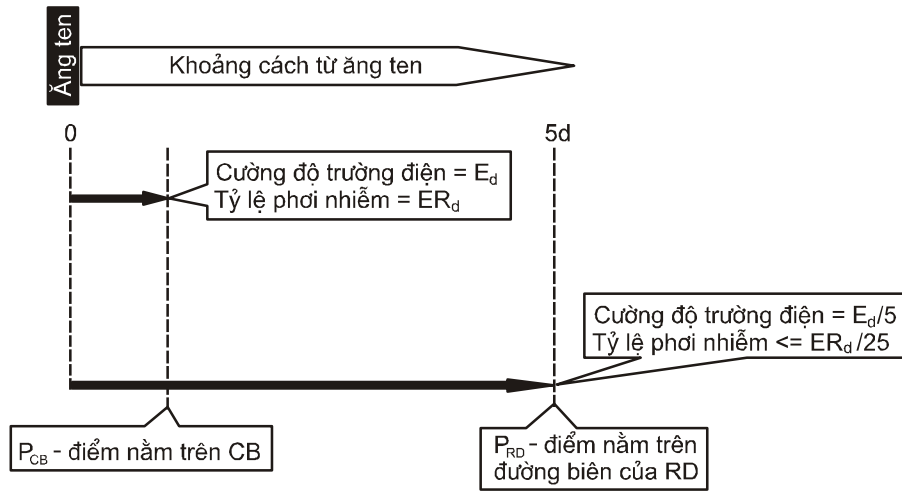 Ăng ten
Khoảng cách từ ăng ten
0
5d
Cường độ trường điện = E_d
Tỷ lệ phơi nhiễm = ER_d
Cường độ trường điện = E_d/5
Tỷ lệ phơi nhiễm <= ER_d/25
P_CB - điểm nằm trên CB
P_RD - điểm nằm trên
đường biên của RD